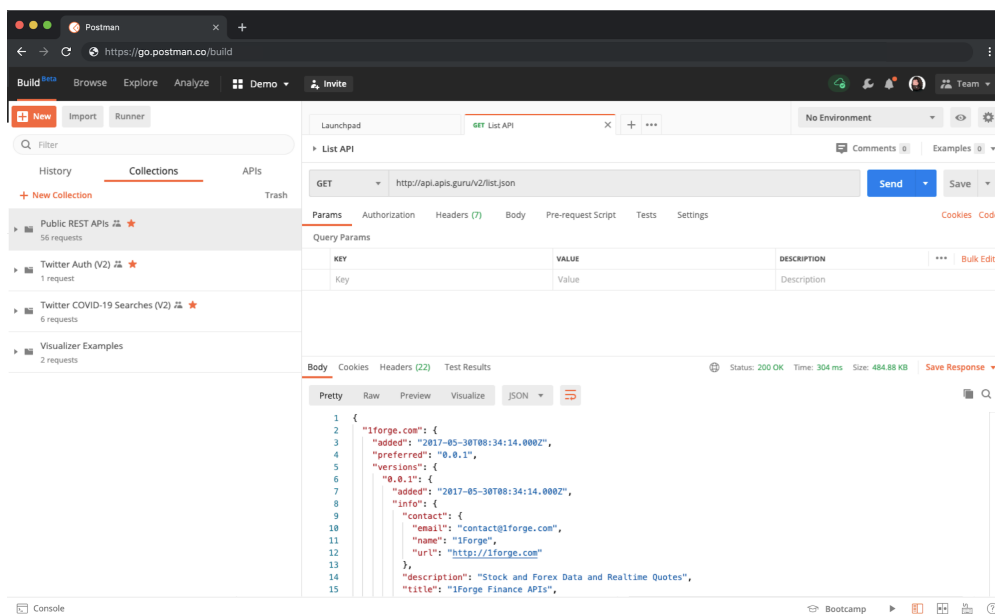 Postman
https://go.postman.co/build
Build Beta Browse Explore Analyze Demo Invite Team
New Import Runner
Launchpad GET List API No Environment
Filter
List API Comments 0 Examples 0
History Collections APIs
GET http://api.apis.guru/v2/list.json Send Save
New Collection Trash
Params Authorization Headers (7) Body Pre-request Script Tests Settings Cookies Code
Public REST APIs
56 requests
Query Params
KEY VALUE DESCRIPTION Bulk Edit
Key Value Description
Twitter Auth (V2)
1 request
Twitter COVID-19 Searches (V2)
6 requests
Visualizer Examples
2 requests
Body Cookies Headers (22) Test Results Status: 200 OK Time: 304 ms Size: 484.88 KB Save Response
Pretty Raw Preview Visualize JSON
1 {
2 "1forge.com": {
3 "added": "2017-05-30T08:34:14.000Z",
4 "preferred": "0.0.1",
5 "versions": {
6 "0.0.1": {
7 "added": "2017-05-30T08:34:14.000Z",
8 "info": {
9 "contact": {
10 "email": "contact@1forge.com",
11 "name": "1Forge",
12 "url": "http://1forge.com"
13 },
14 "description": "Stock and Forex Data and Realtime Quotes",
15 "title": "1Forge Finance APIs",
Console Bootcamp